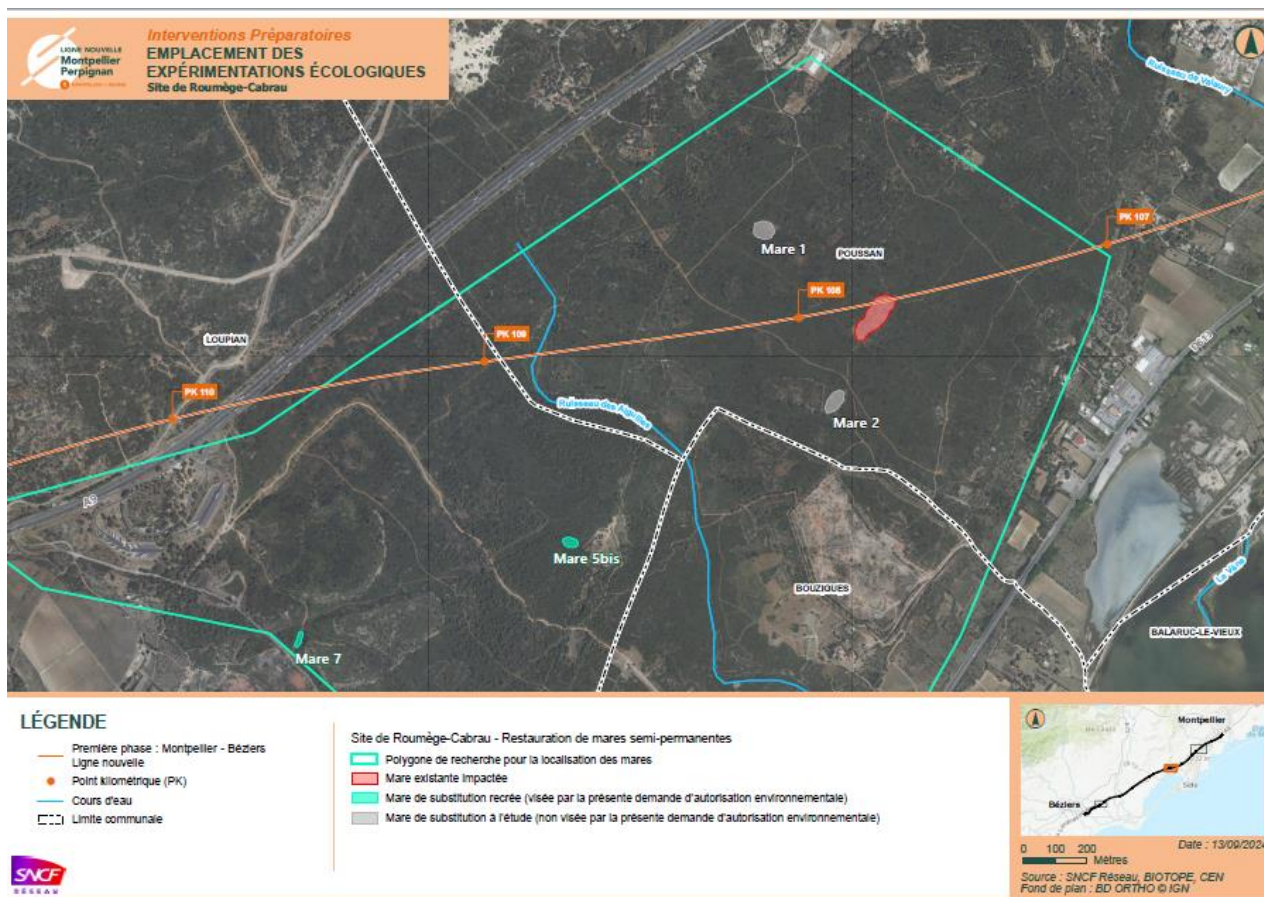 LIGNE NOUVELLE
Montpellier
Perpignan
Interventions Préparatoires
EMPLACEMENT DES
EXPÉRIMENTATIONS ÉCOLOGIQUES
Site de Roumège-Cabrau
Ruisseau de Valaury
PK 107
Mare 1
POUSSAN
PK 108
PK 109
LOUPIAN
PK 110
Ruisseau des Aiguilles
Mare 2
D613
A9
Mare 5bis
BOUZIGUES
La Vène
BALARUC-LE-VIEUX
Mare 7
LÉGENDE
Première phase : Montpellier - Béziers
Ligne nouvelle
Point kilométrique (PK)
Cours d'eau
Limite communale
Site de Roumège-Cabrau - Restauration de mares semi-permanentes
Polygone de recherche pour la localisation des mares
Mare existante impactée
Mare de substitution recrée (visée par la présente demande d'autorisation environnementale)
Mare de substitution à l'étude (non visée par la présente demande d'autorisation environnementale)
SNCF
RÉSEAU
Montpellier
Sète
Béziers
0 100 200
Mètres
Date : 13/09/2024
Source : SNCF Réseau, BIOTOPE, CEN
Fond de plan : BD ORTHO © IGN